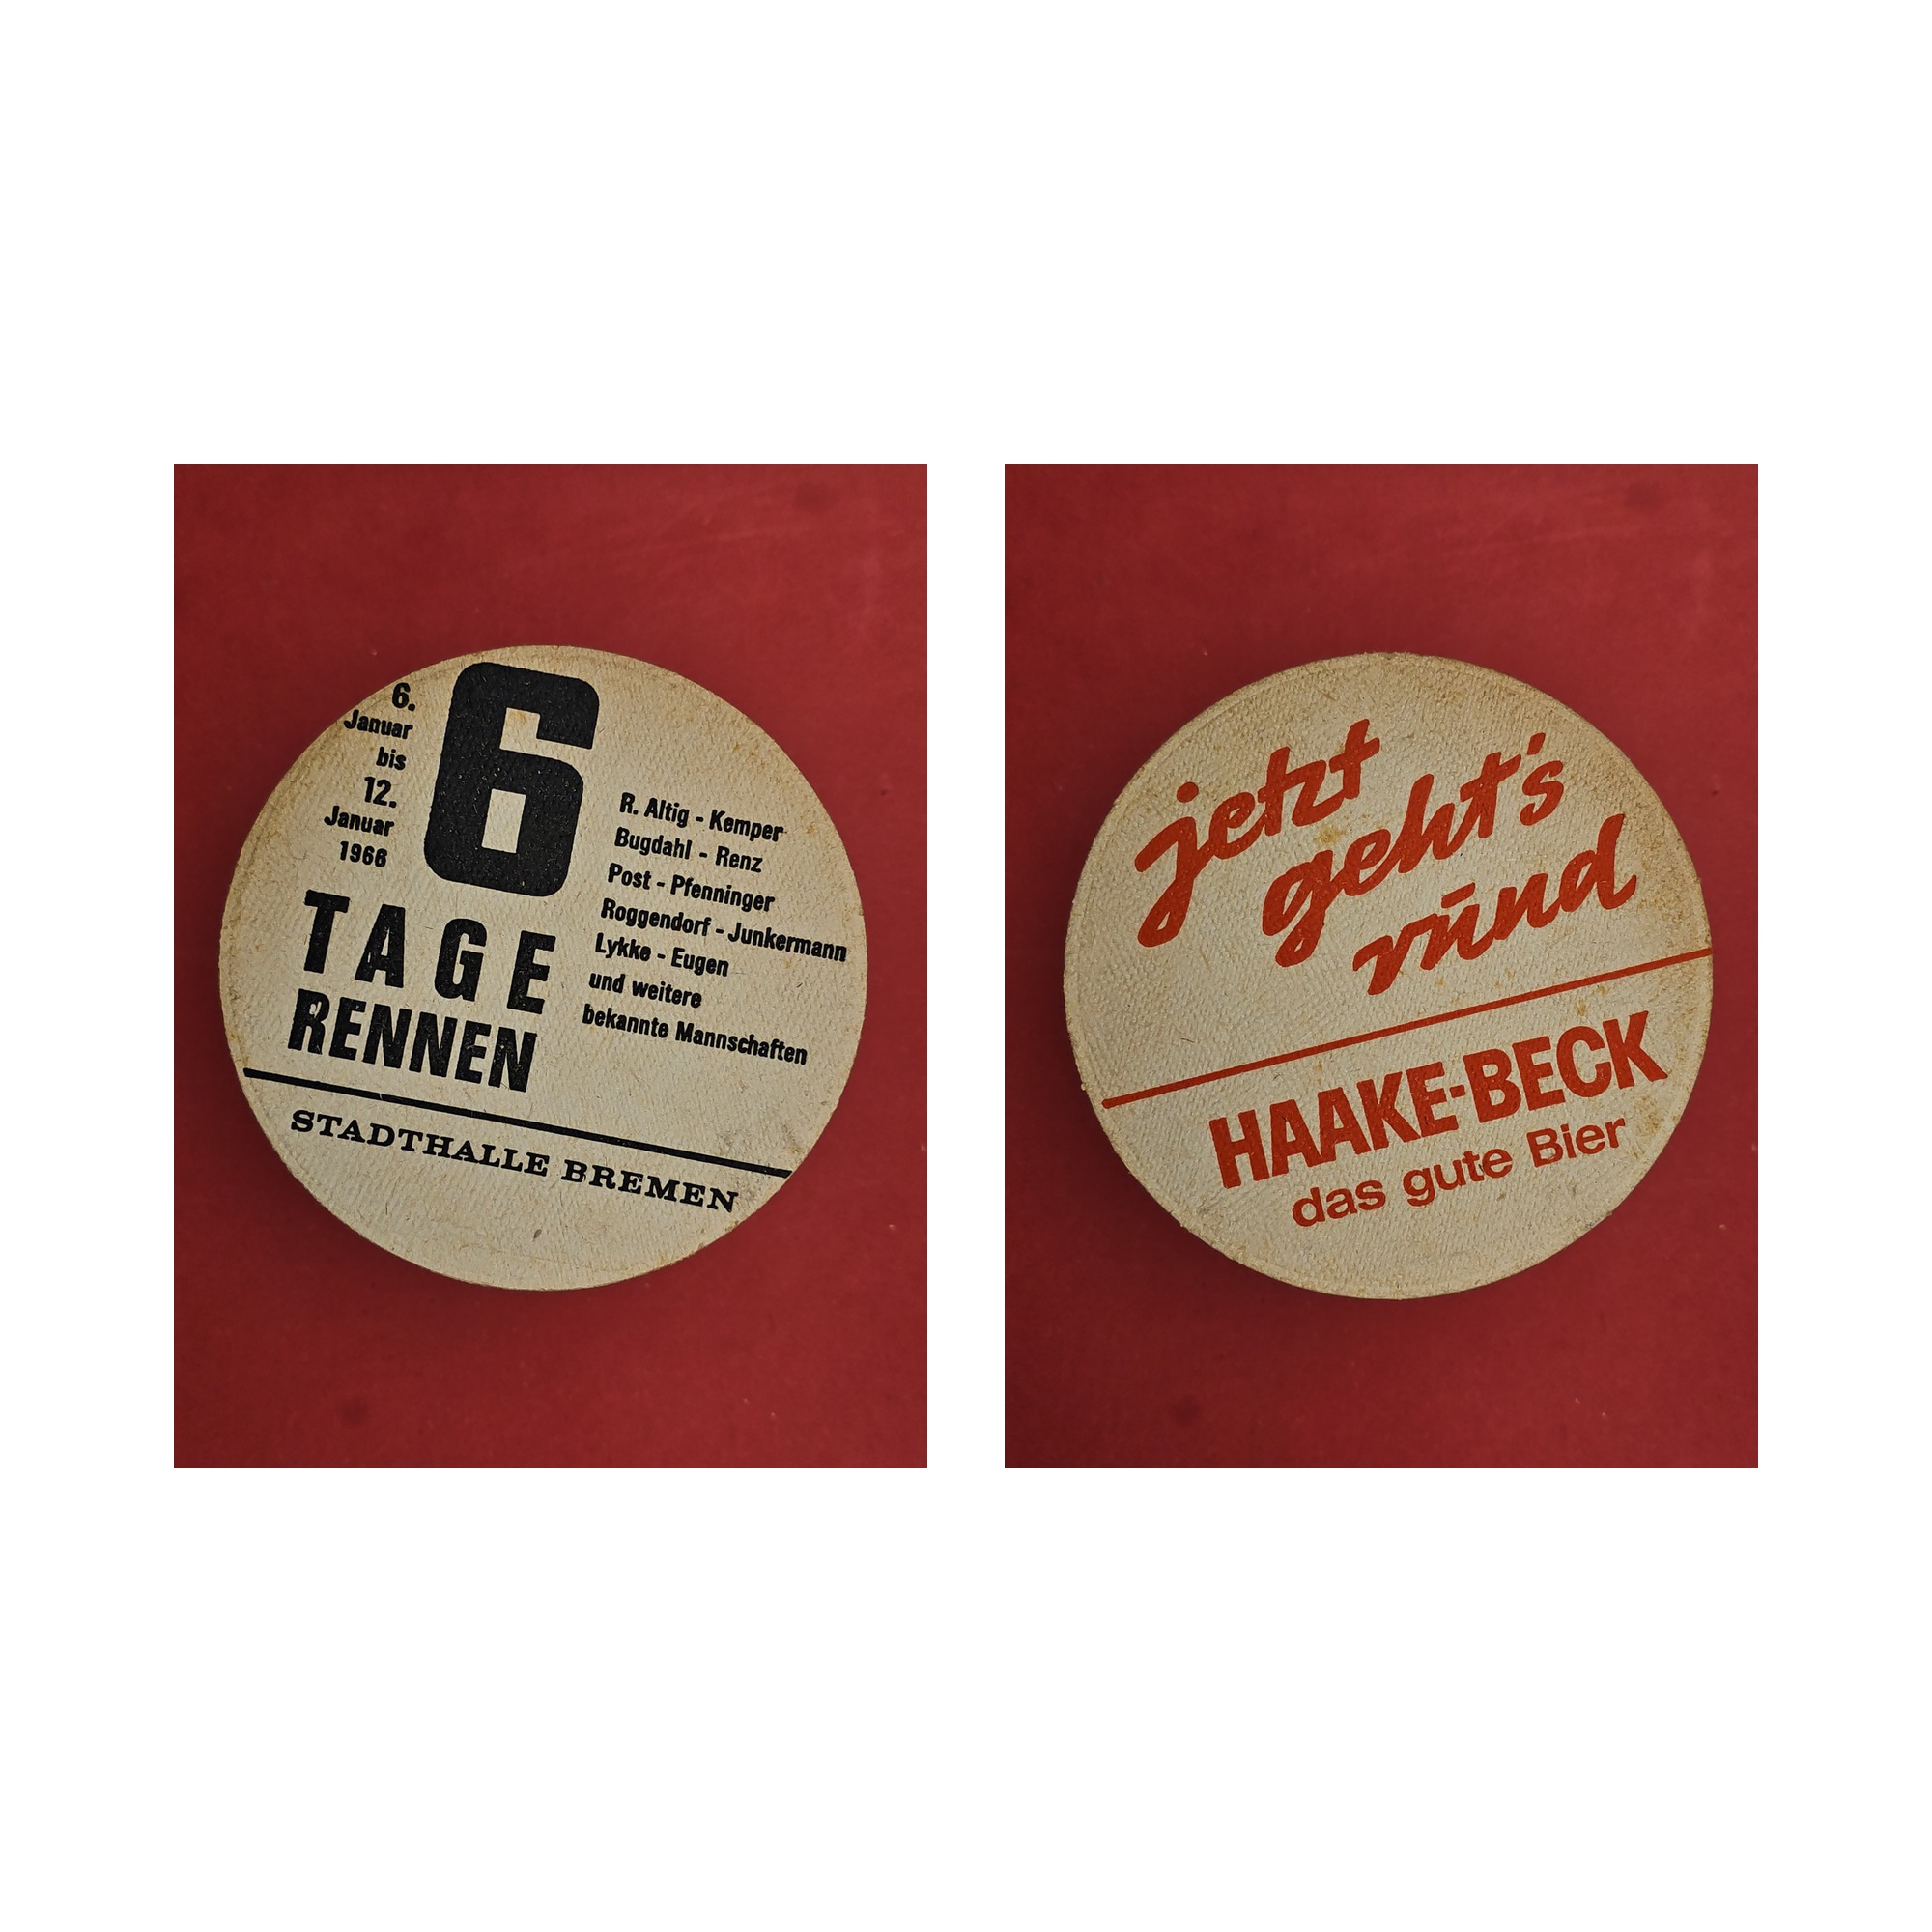 6.
Januar
bis
12.
Januar
1966
6
TAGE
RENNEN
R. Altig - Kemper
Bugdahl - Renz
Post - Pfenninger
Roggendorf - Junkermann
Lykke - Eugen
und weitere
bekannte Mannschaften
STADTHALLE BREMEN
jetzt
geht's
rūnd
HAAKE-BECK
das gute Bier